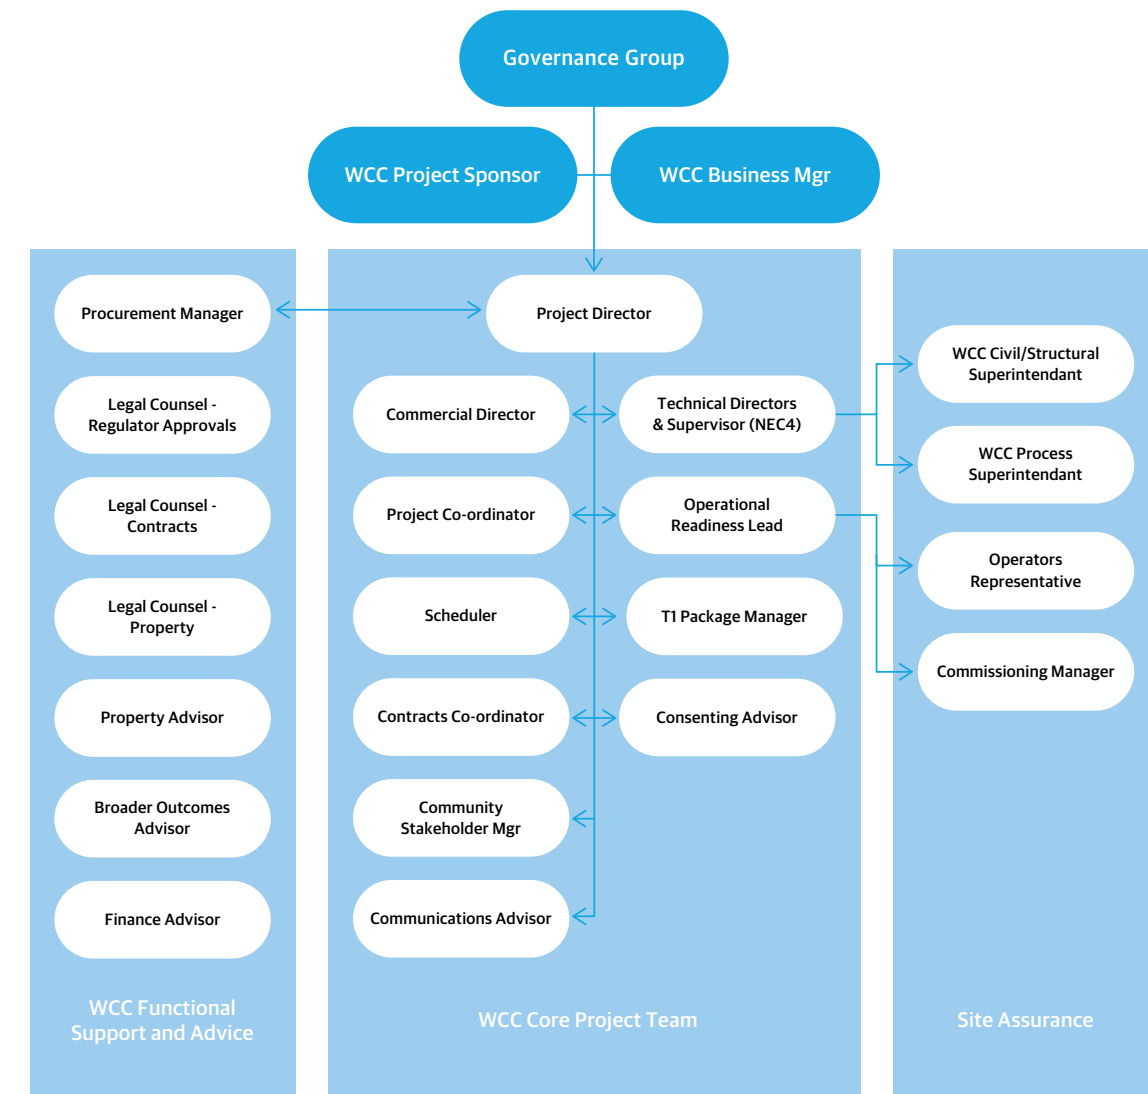 Governance Group
WCC Project Sponsor
WCC Business Mgr
Procurement Manager
Legal Counsel -
Regulator Approvals
Legal Counsel -
Contracts
Legal Counsel -
Property
Property Advisor
Broader Outcomes
Advisor
Finance Advisor
WCC Functional
Support and Advice
Project Director
Commercial Director
Technical Directors
& Supervisor (NEC4)
Project Co-ordinator
Operational
Readiness Lead
Scheduler
T1 Package Manager
Contracts Co-ordinator
Consenting Advisor
Community
Stakeholder Mgr
Communications Advisor
WCC Core Project Team
WCC Civil/Structural
Superintendant
WCC Process
Superintendant
Operators
Representative
Commissioning Manager
Site Assurance